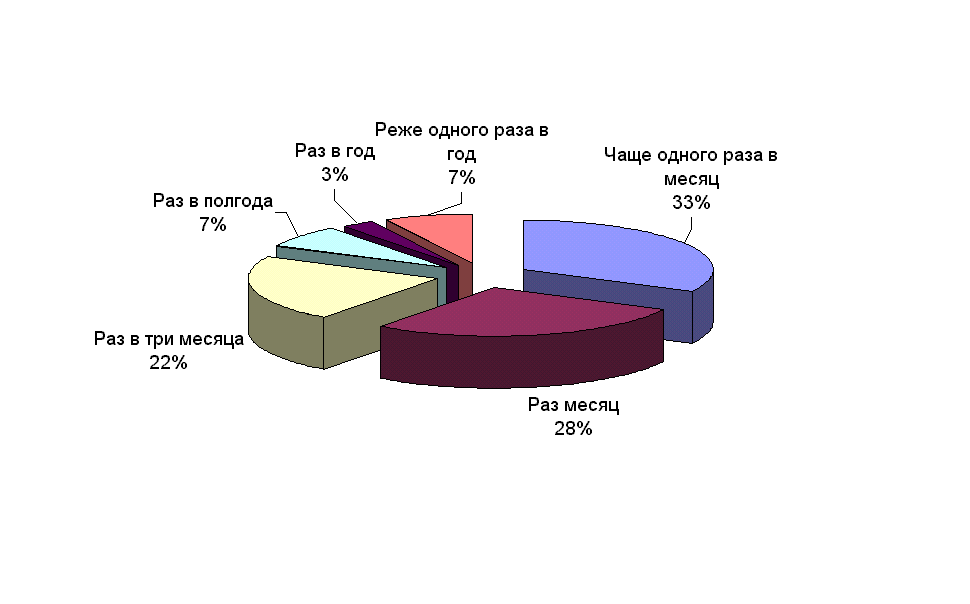 Реже одного раза в
год
7%
Чаще одного раза в
месяц
33%
Раз в год
3%
Раз в полгода
7%
Раз в три месяца
22%
Раз месяц
28%